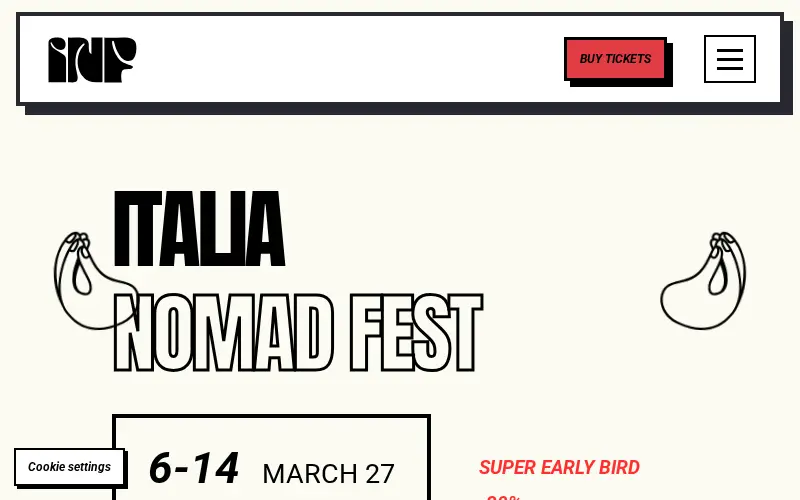 INF
BUY TICKETS
ITALIA
NOMAD FEST
6-14 MARCH 27
SUPER EARLY BIRD
Cookie settings